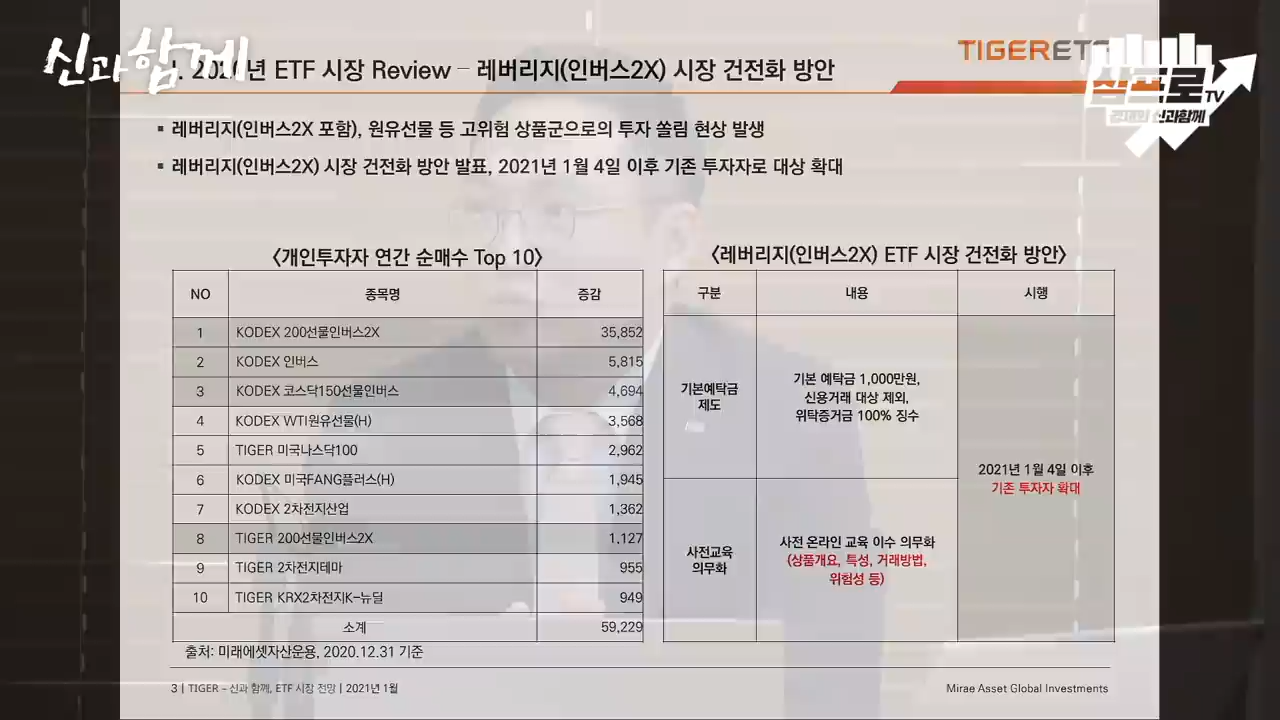 신과함께
TIGERETF
삼프로TV
경제의 신과함께
I. 2020년 ETF 시장 Review – 레버리지(인버스2X) 시장 건전화 방안
▪ 레버리지(인버스2X 포함), 원유선물 등 고위험 상품군으로의 투자 쏠림 현상 발생
▪ 레버리지(인버스2X) 시장 건전화 방안 발표, 2021년 1월 4일 이후 기존 투자자로 대상 확대
〈개인투자자 연간 순매수 Top 10〉
NO 종목명 증감
1 KODEX 200선물인버스2X 35,852
2 KODEX 인버스 5,815
3 KODEX 코스닥150선물인버스 4,694
4 KODEX WTI원유선물(H) 3,568
5 TIGER 미국나스닥100 2,962
6 KODEX 미국FANG플러스(H) 1,945
7 KODEX 2차전지산업 1,362
8 TIGER 200선물인버스2X 1,127
9 TIGER 2차전지테마 955
10 TIGER KRX2차전지K-뉴딜 949
소계 59,229
출처: 미래에셋자산운용, 2020.12.31 기준
〈레버리지(인버스2X) ETF 시장 건전화 방안〉
구분 내용 시행
기본예탁금
제도
기본 예탁금 1,000만원,
신용거래 대상 제외,
위탁증거금 100% 징수
사전교육
의무화
사전 온라인 교육 이수 의무화
(상품개요, 특성, 거래방법,
위험성 등)
2021년 1월 4일 이후
기존 투자자 확대
3 | TIGER – 신과 함께, ETF 시장 전망 | 2021년 1월
Mirae Asset Global Investments